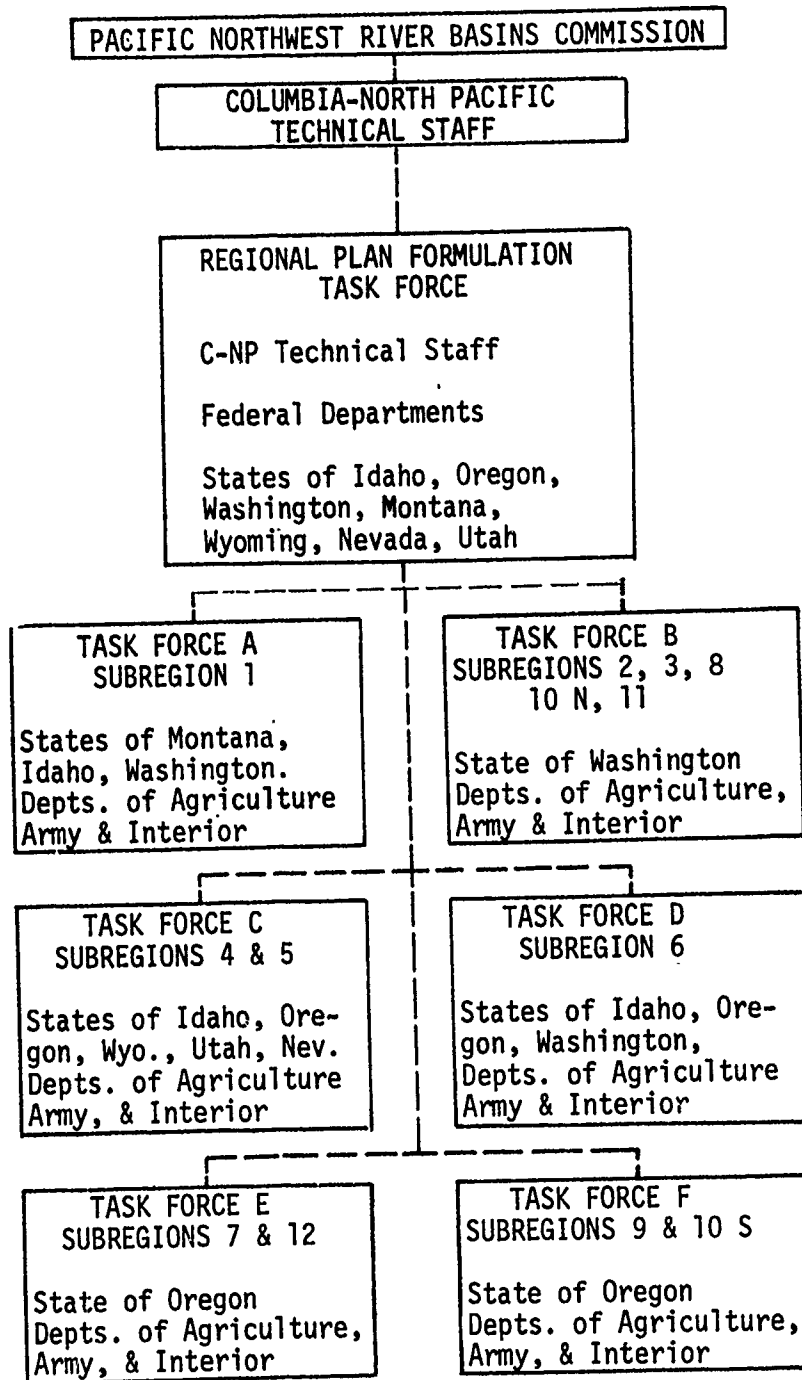 PACIFIC NORTHWEST RIVER BASINS COMMISSION
COLUMBIA-NORTH PACIFIC
TECHNICAL STAFF
REGIONAL PLAN FORMULATION
TASK FORCE
C-NP Technical Staff
Federal Departments
States of Idaho, Oregon,
Washington, Montana,
Wyoming, Nevada, Utah
TASK FORCE A
SUBREGION 1
States of Montana,
Idaho, Washington.
Depts. of Agriculture
Army & Interior
TASK FORCE B
SUBREGIONS 2, 3, 8
10 N, 11
State of Washington
Depts. of Agriculture,
Army & Interior
TASK FORCE C
SUBREGIONS 4 & 5
States of Idaho, Ore-
gon, Wyo., Utah, Nev.
Depts. of Agriculture
Army, & Interior
TASK FORCE D
SUBREGION 6
States of Idaho, Ore-
gon, Washington,
Depts. of Agriculture
Army & Interior
TASK FORCE E
SUBREGIONS 7 & 12
State of Oregon
Depts. of Agriculture,
Army, & Interior
TASK FORCE F
SUBREGIONS 9 & 10 S
State of Oregon
Depts. of Agriculture,
Army, & Interior